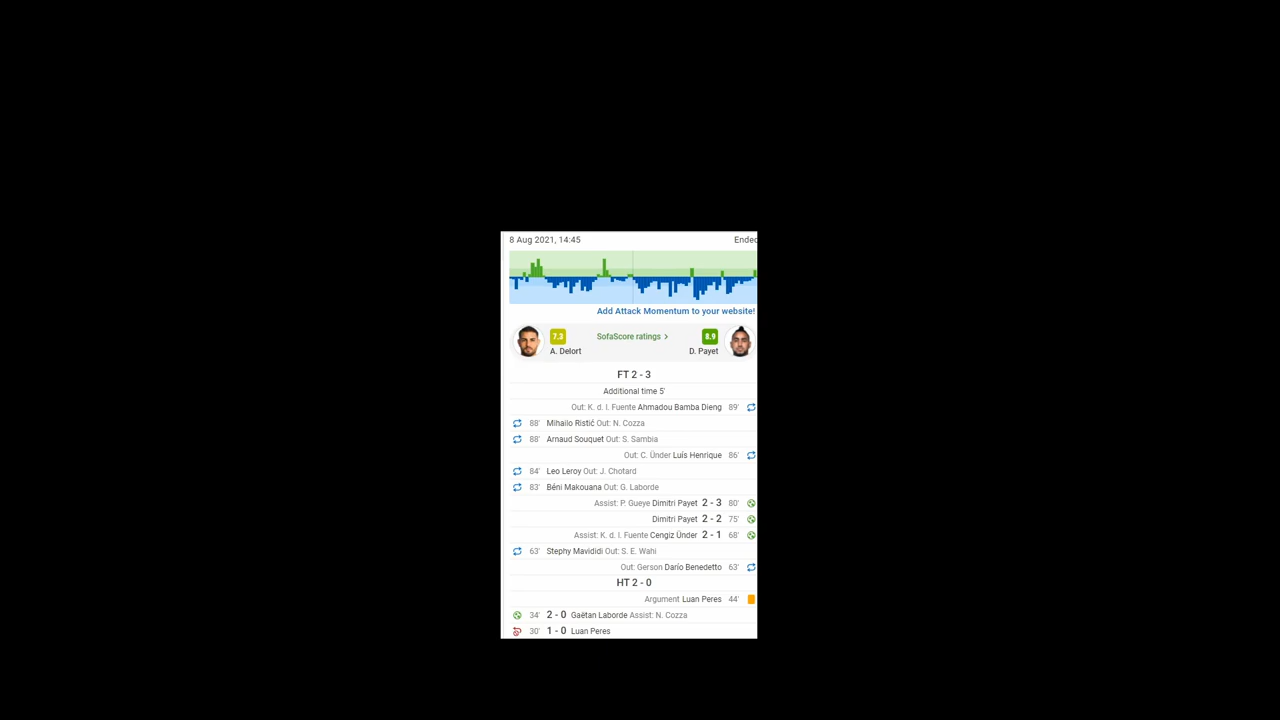 8 Aug 2021, 14:45 Ended
Add Attack Momentum to your website!
7.3 SofaScore ratings > 8.9
A. Delort D. Payet
FT 2 - 3
Additional time 5'
Out: K. d. l. Fuente Ahmadou Bamba Dieng 89'
88' Mihailo Ristić Out: N. Cozza
88' Arnaud Souquet Out: S. Sambia
Out: C. Ünder Luís Henrique 86'
84' Leo Leroy Out: J. Chotard
83' Béni Makouana Out: G. Laborde
Assist: P. Gueye Dimitri Payet 2 - 3 80'
Dimitri Payet 2 - 2 75'
Assist: K. d. l. Fuente Cengiz Ünder 2 - 1 68'
63' Stephy Mavididi Out: S. E. Wahi
Out: Gerson Darío Benedetto 63'
HT 2 - 0
Argument Luan Peres 44'
34' 2 - 0 Gaëtan Laborde Assist: N. Cozza
30' 1 - 0 Luan Peres